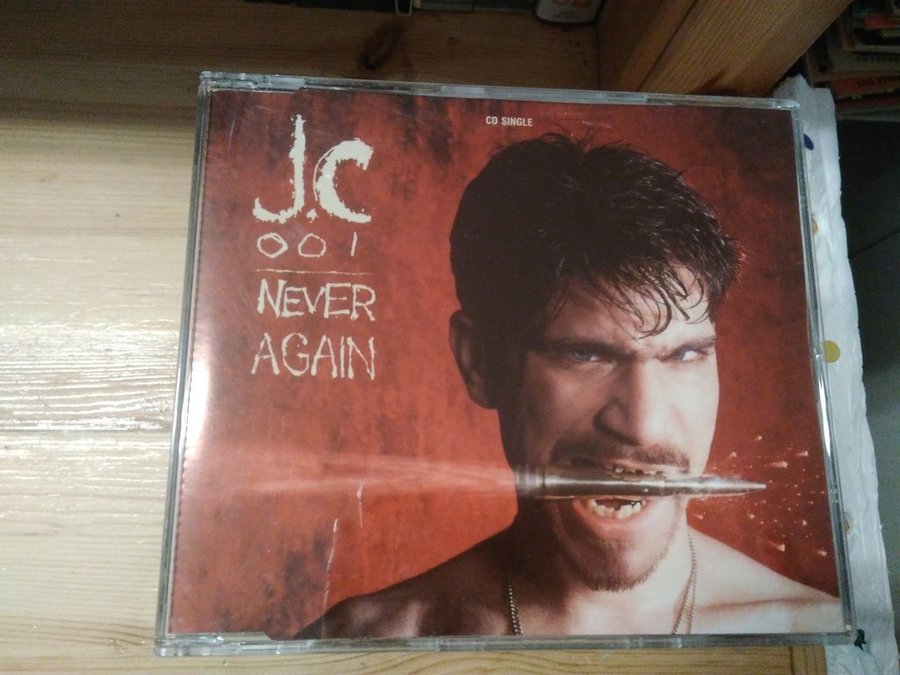 CD SINGLE
J.C
001
NEVER
AGAIN